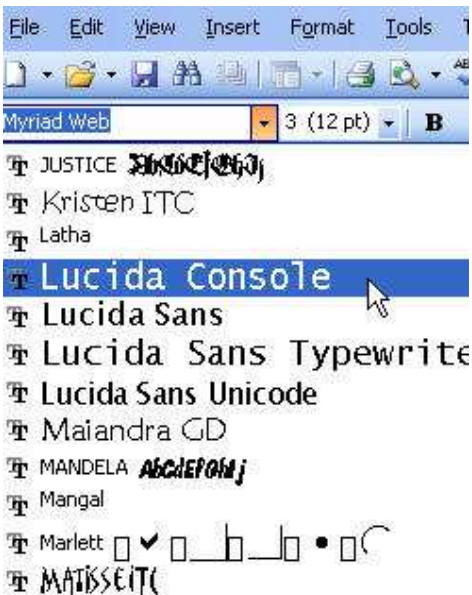 File Edit View Insert Format Tools
Myriad Web 3 (12 pt) B
JUSTICE
Kristen ITC
Latha
Lucida Console
Lucida Sans
Lucida Sans Typewrite
Lucida Sans Unicode
Maiandra GD
MANDELA AbCdEfGhIj
Mangal
Marlett
MATISSE ITC